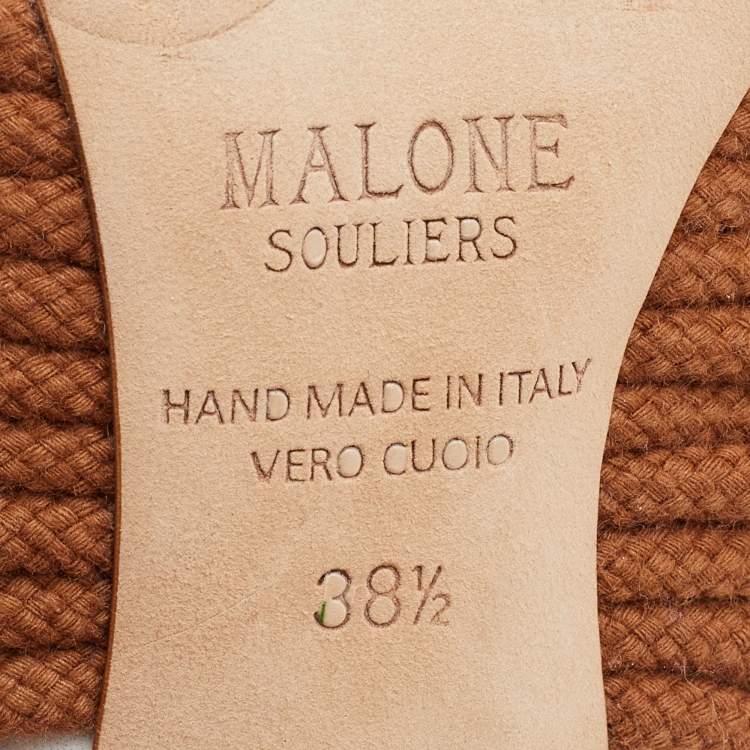 MALONE
SOULIERS
HAND MADE IN ITALY
VERO CUOIO
38½